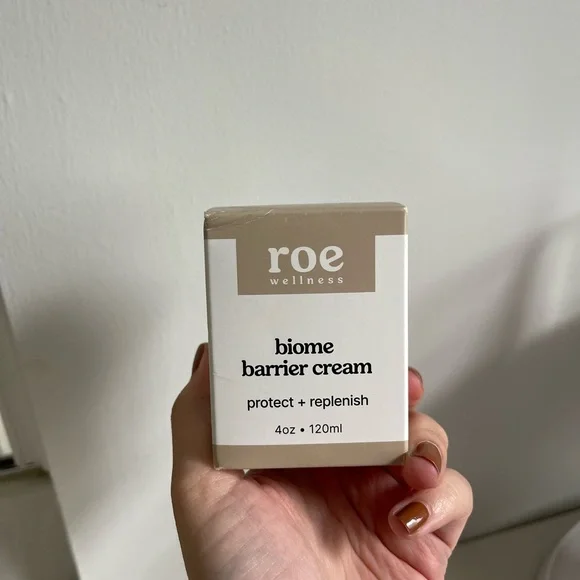 roe
wellness
biome
barrier cream
protect + replenish
4oz • 120ml